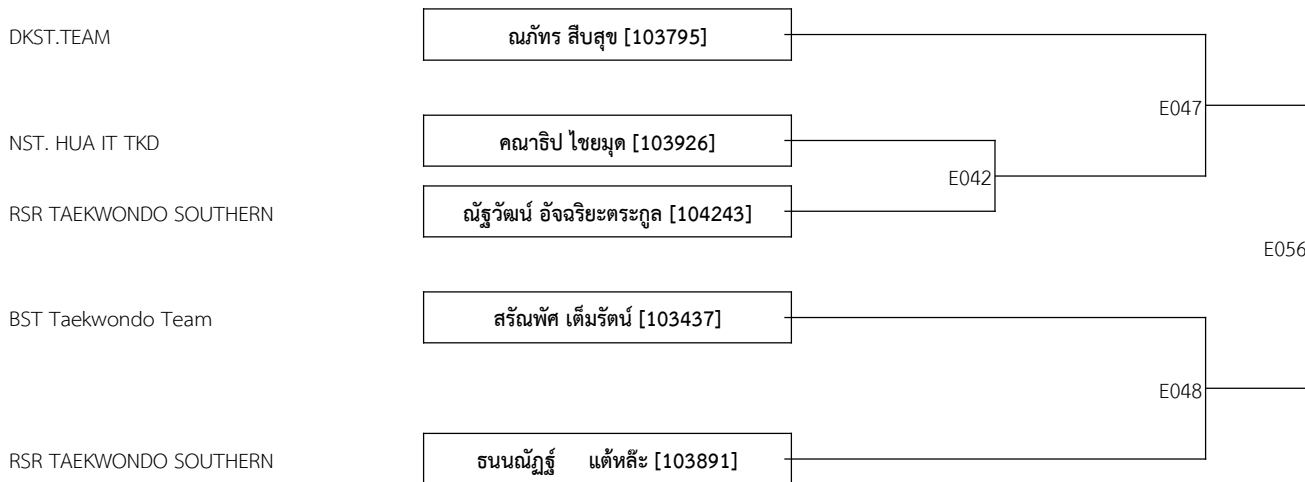 DKST.TEAM ณภัทร สืบสุข [103795]
E047
NST. HUA IT TKD คณาธิป ไชยมุด [103926]
E042
RSR TAEKWONDO SOUTHERN ณัฐวัฒน์ อัจฉริยะตระกูล [104243]
E056
BST Taekwondo Team สรัณพัศ เต็มรัตน์ [103437]
E048
RSR TAEKWONDO SOUTHERN ธนนณัฏฐ์ แต้หล๊ะ [103891]